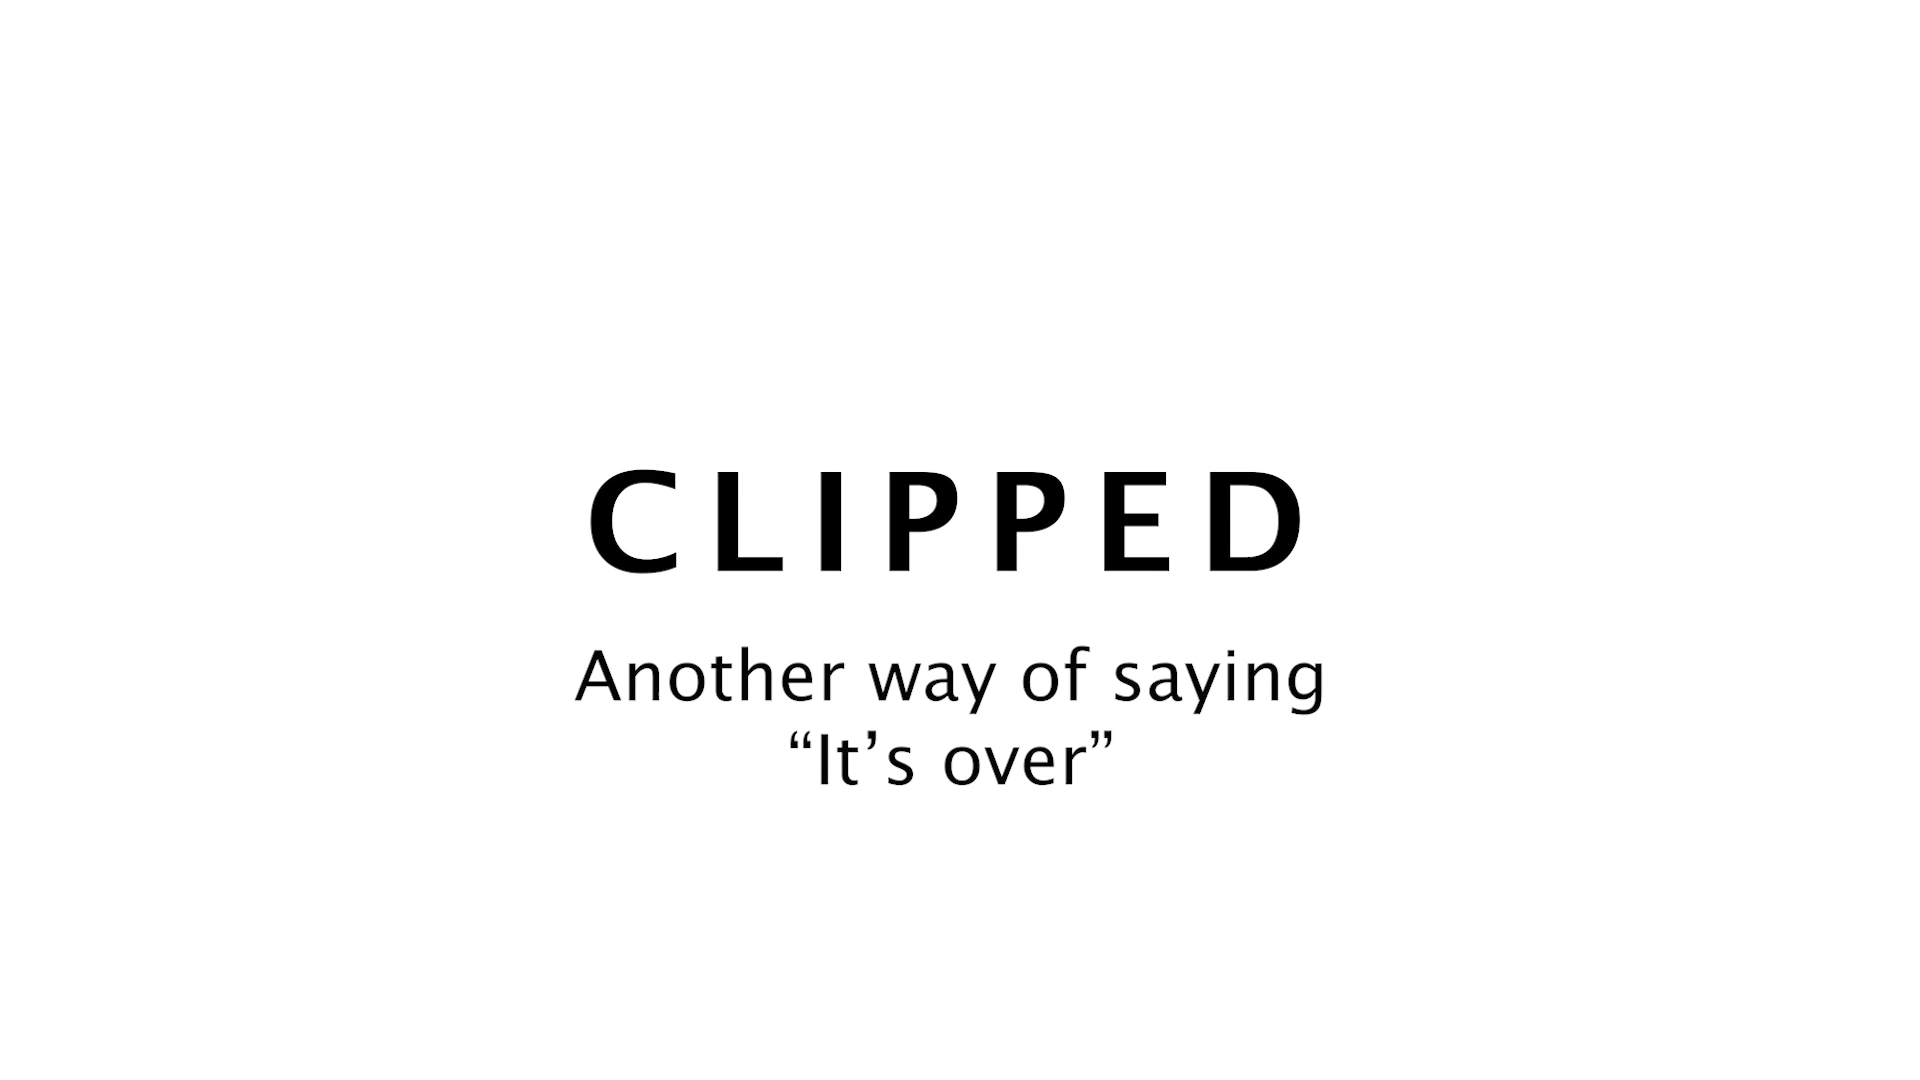 CLIPPED
Another way of saying
“It’s over”